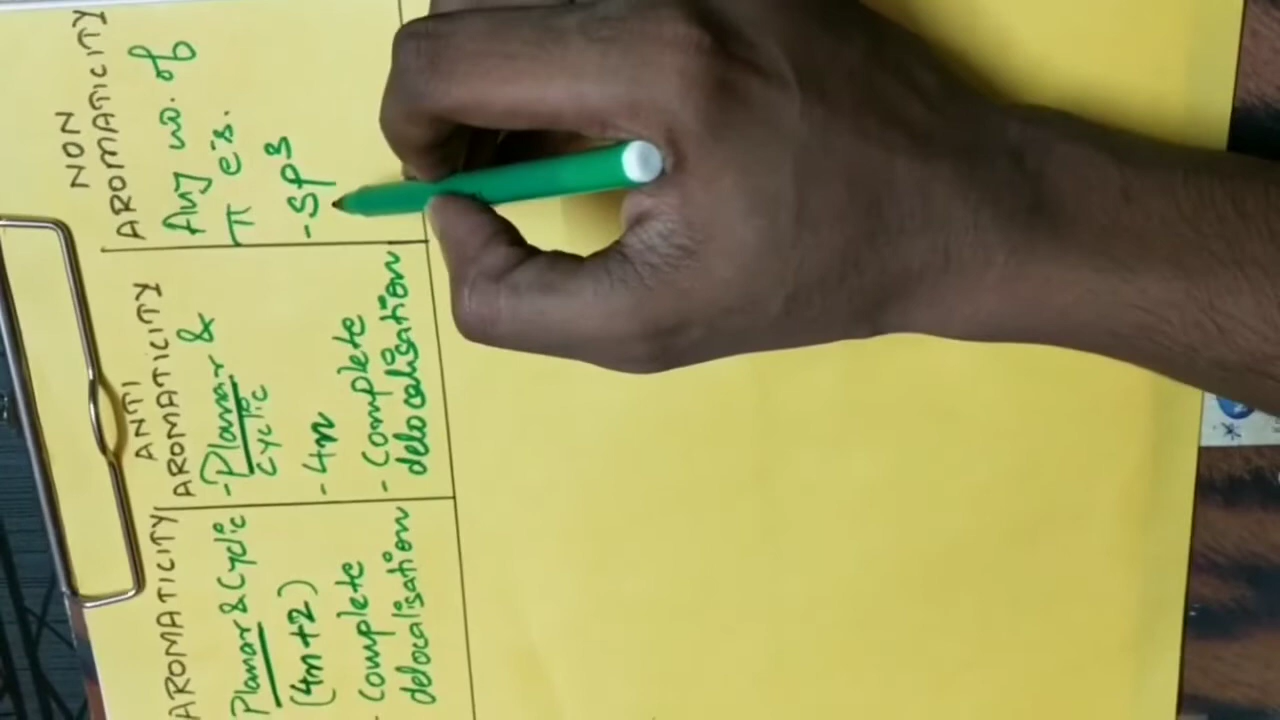 AROMATICITY
Planar & Cyclic
(4n+2)
- Complete
delocalisation
ANTI
AROMATICITY
- Planar &
Cyclic
- 4n
- Complete
delocalisation
NON
AROMATICITY
Any no. of
π e's.
- sp3